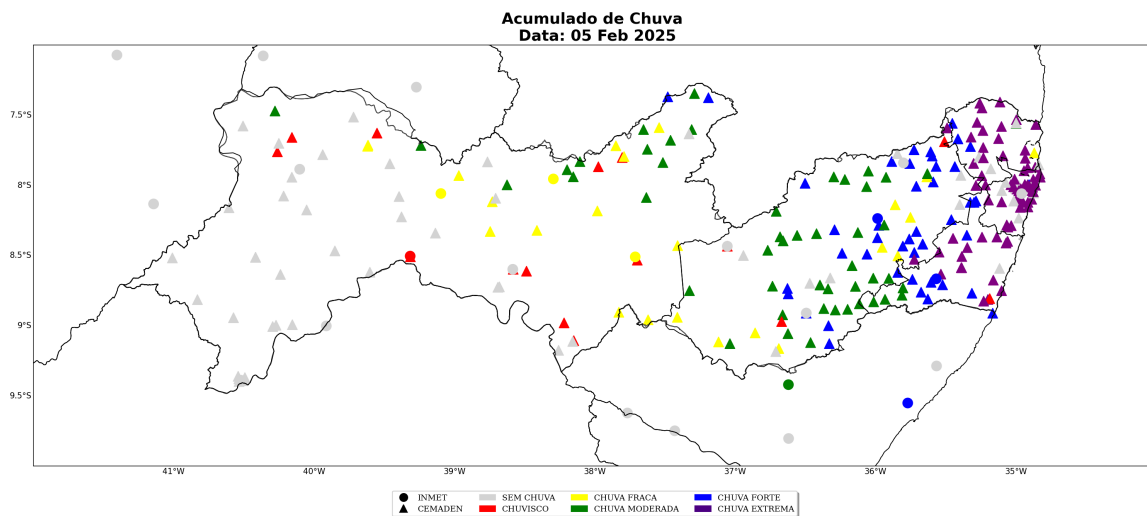 Acumulado de Chuva
Data: 05 Feb 2025
7.5°S
8°S
8.5°S
9°S
9.5°S
41°W 40°W 39°W 38°W 37°W 36°W 35°W
INMET SEM CHUVA CHUVA FRACA CHUVA FORTE
CEMADEN CHUVISCO CHUVA MODERADA CHUVA EXTREMA